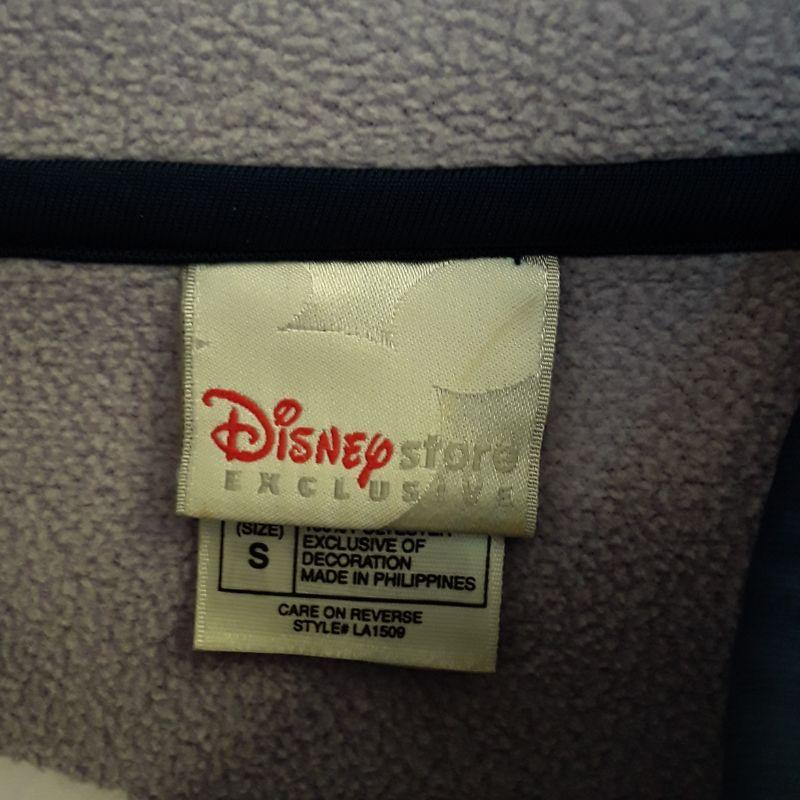 Disney store
EXCLUSIVE
(SIZE)
S
EXCLUSIVE OF
DECORATION
MADE IN PHILIPPINES
CARE ON REVERSE
STYLE# LA1509